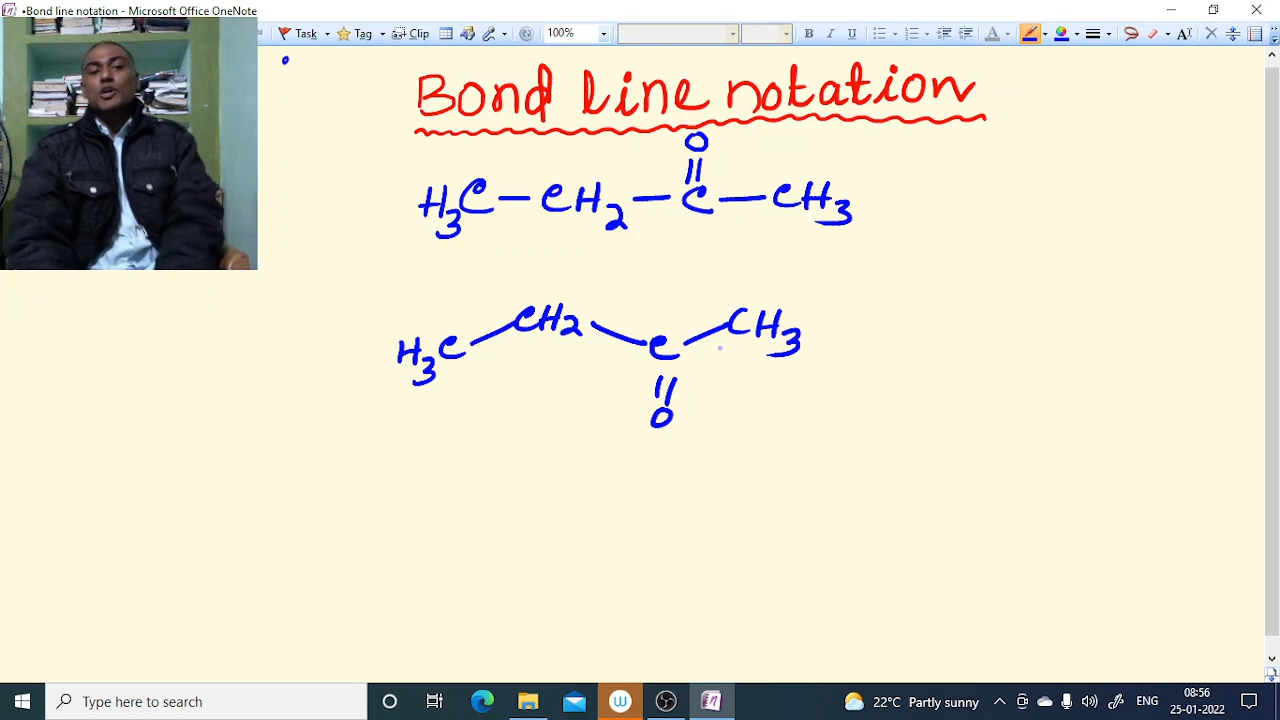 •Bond line notation - Microsoft Office OneNote
Task Tag Clip 100% B I U
Bond line notation
O
||
H3C — CH2 — C — CH3
H3C CH2 C CH3
||
O
Type here to search
22°C Partly sunny ENG 08:56
25-01-2022